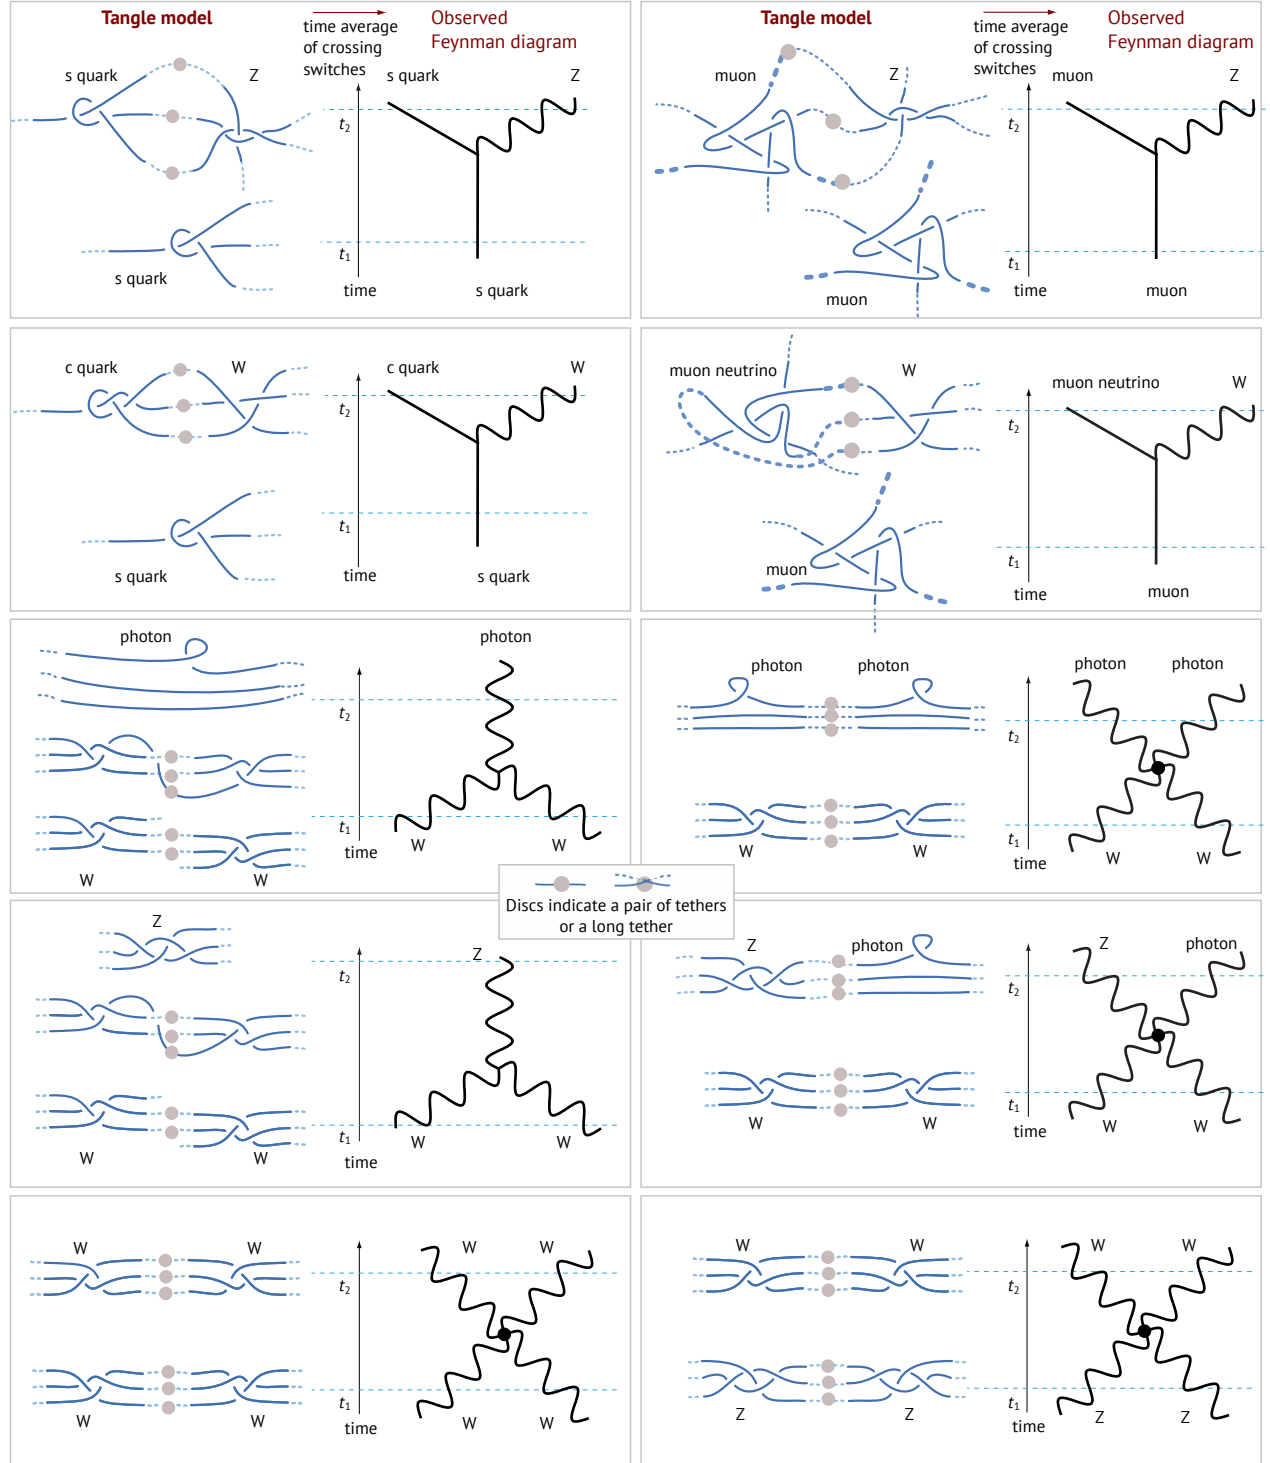 Tangle model
time average
of crossing
switches
Observed
Feynman diagram
s quark
Z
s quark
Z
t2
s quark
t1
time
s quark
Tangle model
time average
of crossing
switches
Observed
Feynman diagram
muon
Z
muon
Z
t2
muon
t1
time
muon
c quark
W
c quark
W
t2
s quark
t1
time
s quark
muon neutrino
W
muon neutrino
W
t2
muon
t1
time
muon
photon
photon
t2
t1
time
W
W
W
W
photon
photon
photon
photon
t2
t1
time
W
W
W
W
Discs indicate a pair of tethers
or a long tether
Z
Z
t2
t1
time
W
W
W
W
Z
photon
Z
photon
t2
t1
time
W
W
W
W
W
W
W
W
t2
t1
time
W
W
W
W
W
W
W
W
t2
t1
time
Z
Z
Z
Z